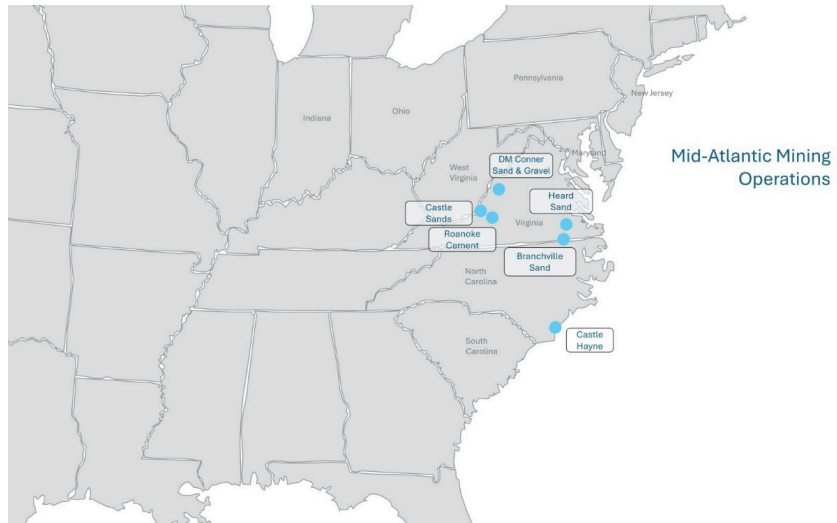 Mid-Atlantic Mining
Operations
Pennsylvania
New Jersey
Ohio
Indiana
Maryland
West
Virginia
DM Conner
Sand & Gravel
Castle
Sands
Heard
Sand
Virginia
Roanoke
Cement
Branchville
Sand
North
Carolina
South
Carolina
Castle
Hayne